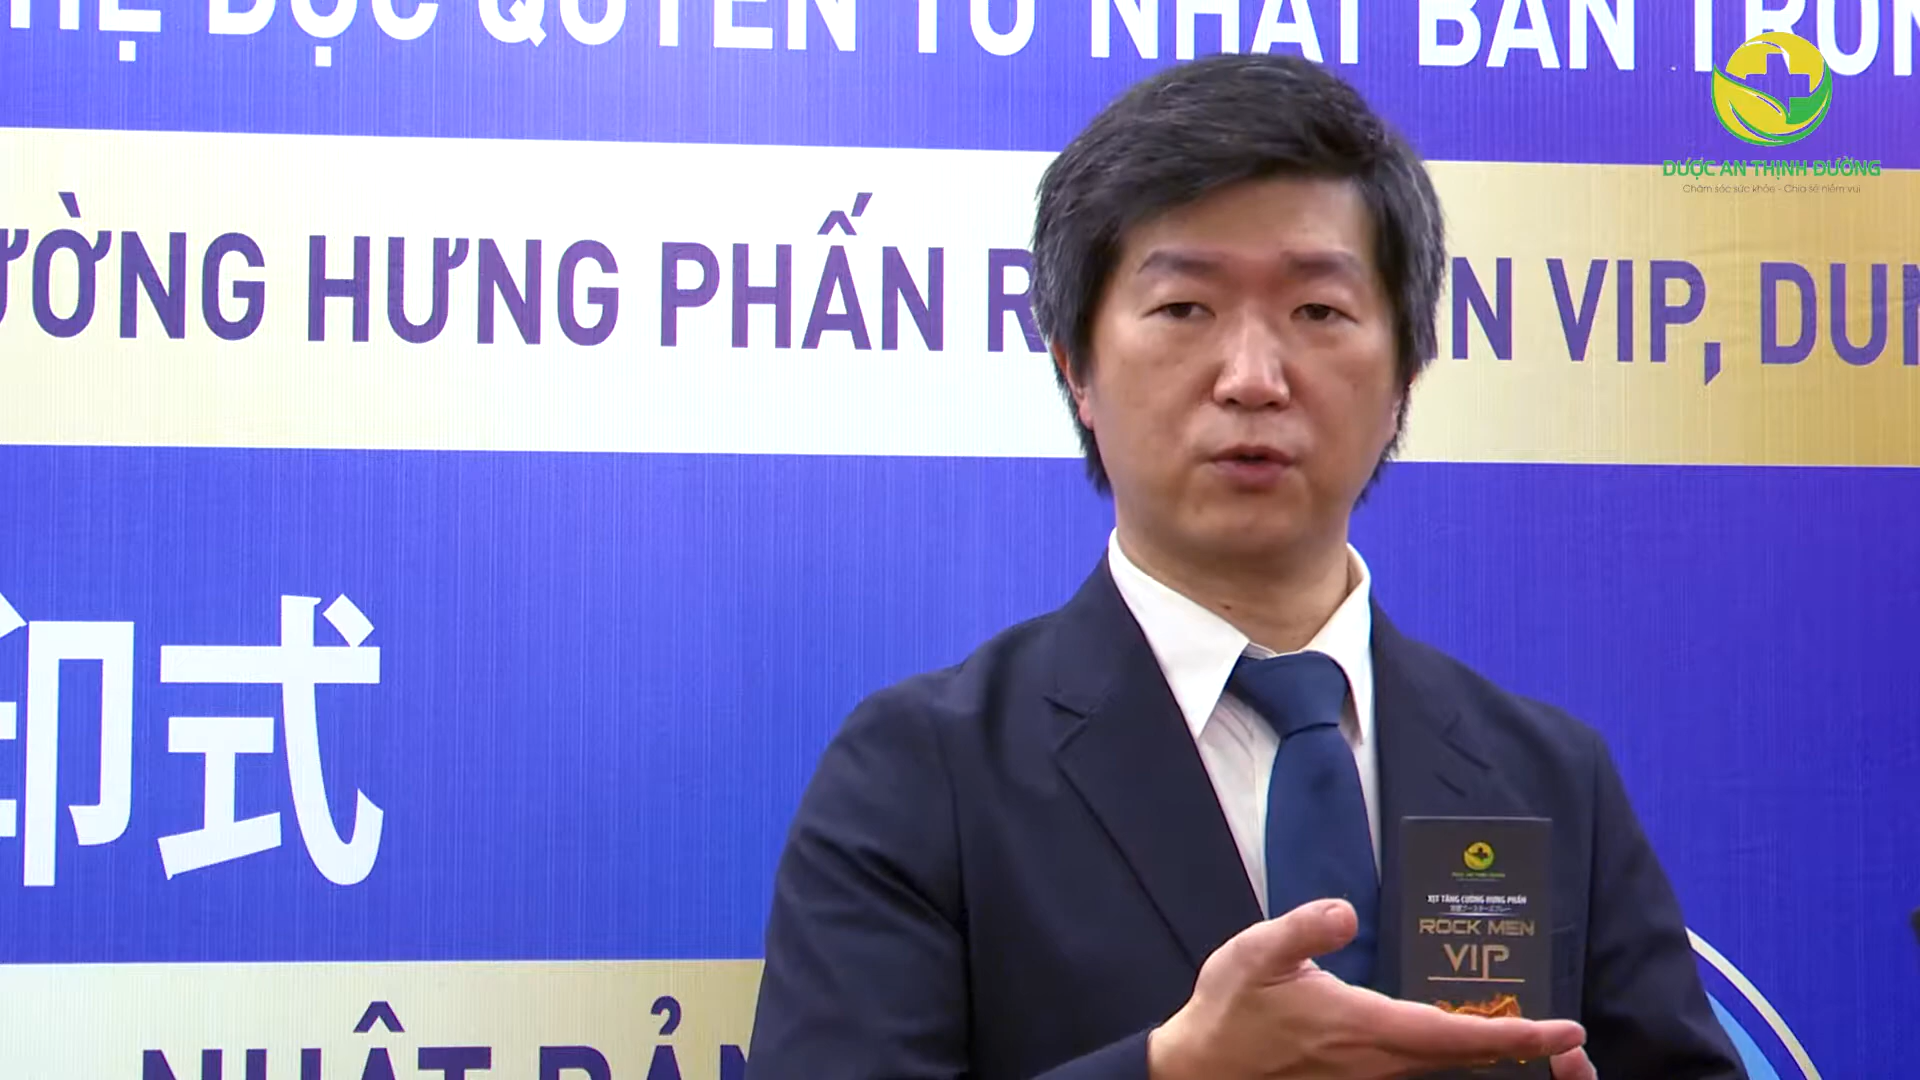 HỆ ĐỘC QUYỀN TỪ NHẬT BẢN TRON
DƯỢC AN THỊNH ĐƯỜNG
Chăm sóc sức khỏe - Chia sẻ niềm vui
ƯỜNG HƯNG PHẤN R N VIP, DUN
印式
XỊT TĂNG CƯỜNG HƯNG PHẤN
ROCK MEN
VIP
NHẬT BẢN